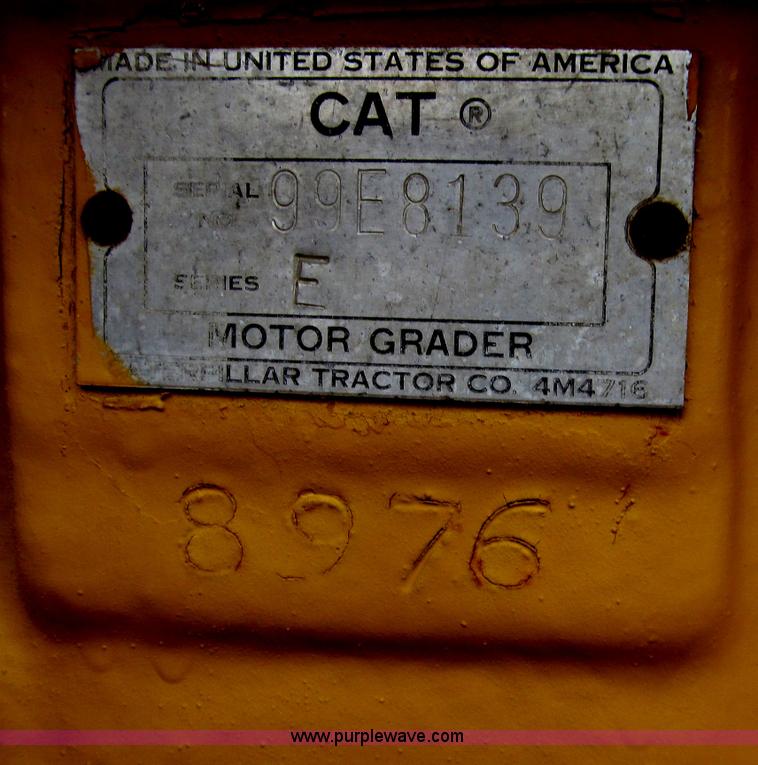 MADE IN UNITED STATES OF AMERICA
CAT ®
SERIAL NO. 99E8139
SERIES E
MOTOR GRADER
CATERPILLAR TRACTOR CO. 4M4716
8976
www.purplewave.com